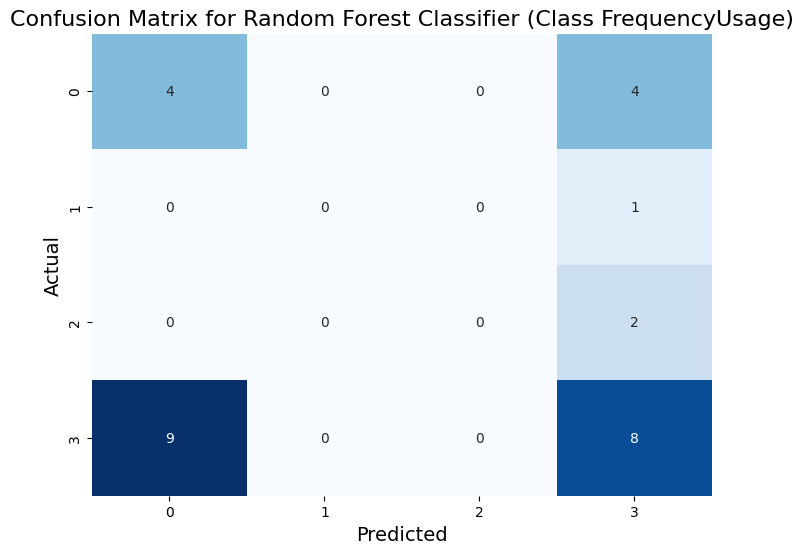 Confusion Matrix for Random Forest Classifier (Class FrequencyUsage)
0 4 0 0 4
1 0 0 0 1
2 0 0 0 2
3 9 0 0 8
Actual
0 1 2 3
Predicted